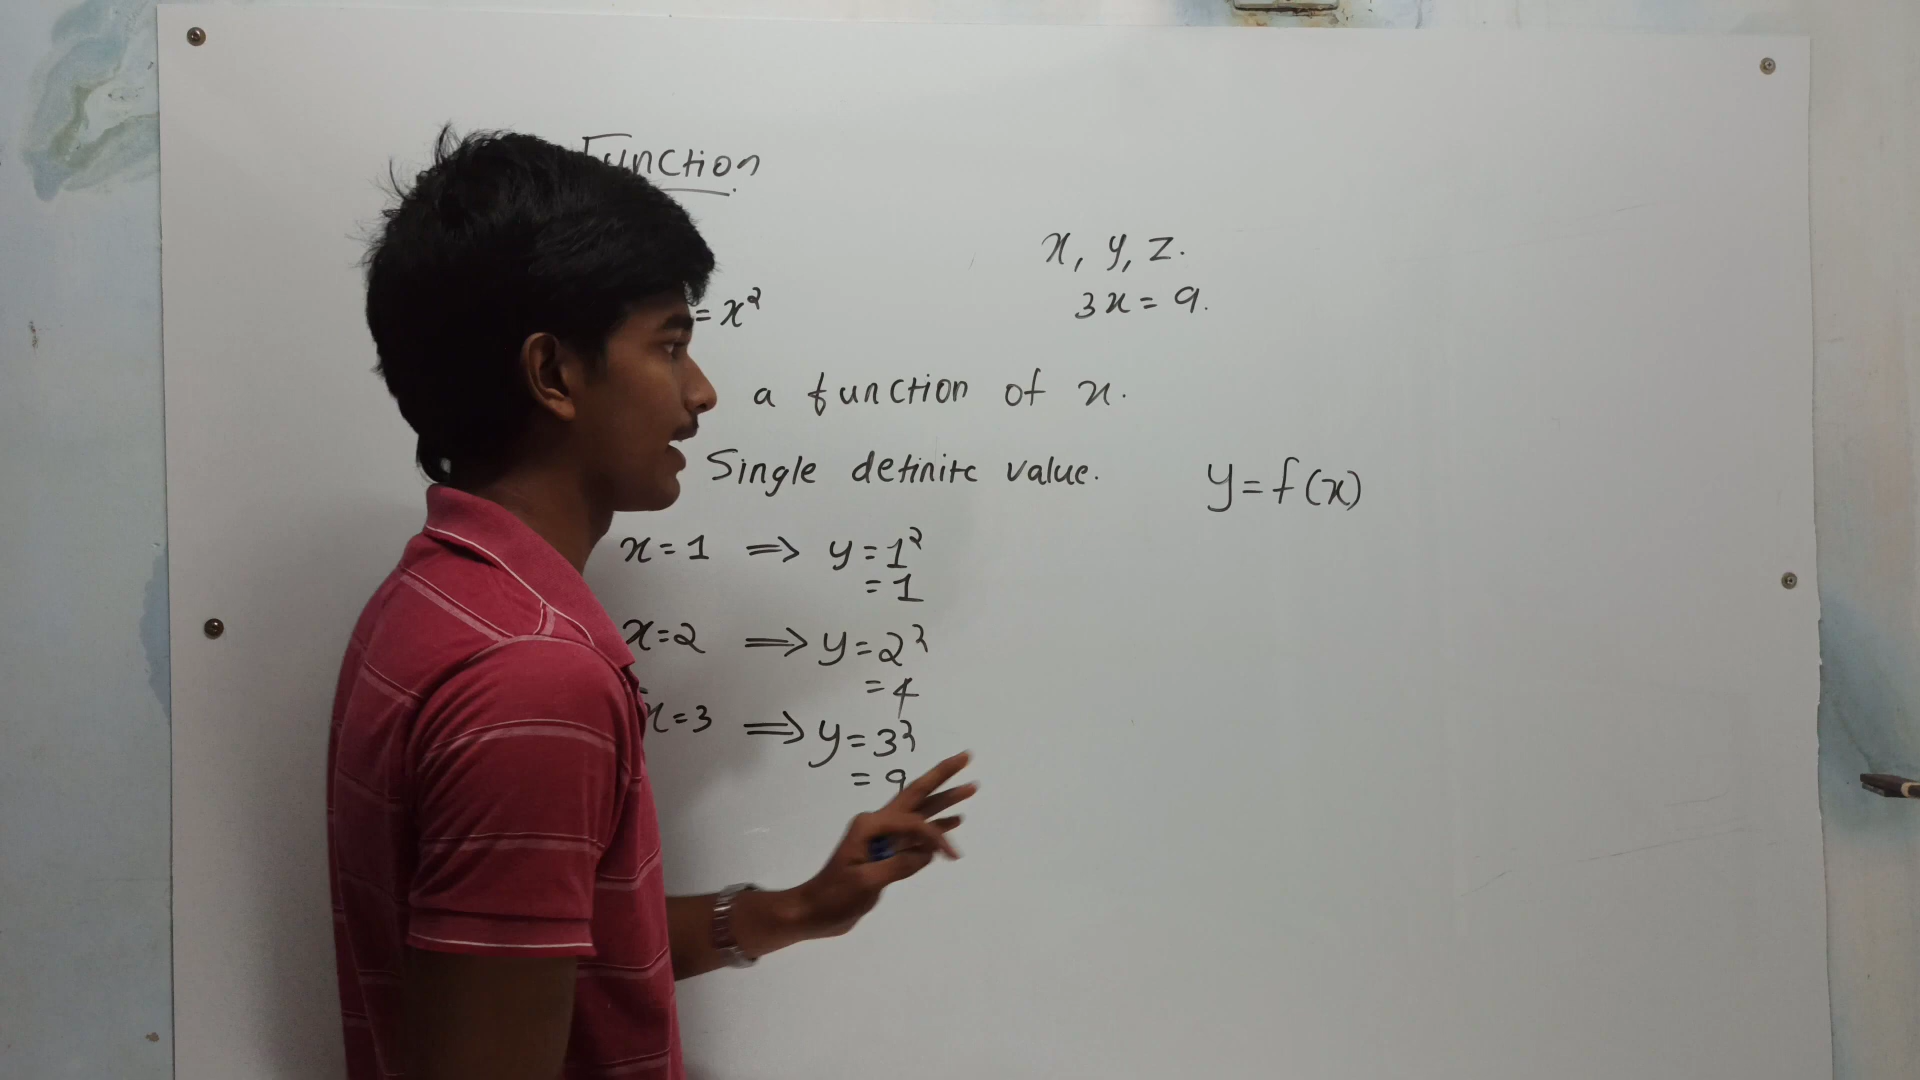 Function
x, y, z.
3x = 9.
= x²
a function of x.
Single definite value.
y = f(x)
x = 1 ⇒ y = 1²
= 1
x = 2 ⇒ y = 2²
= 4
x = 3 ⇒ y = 3²
= 9